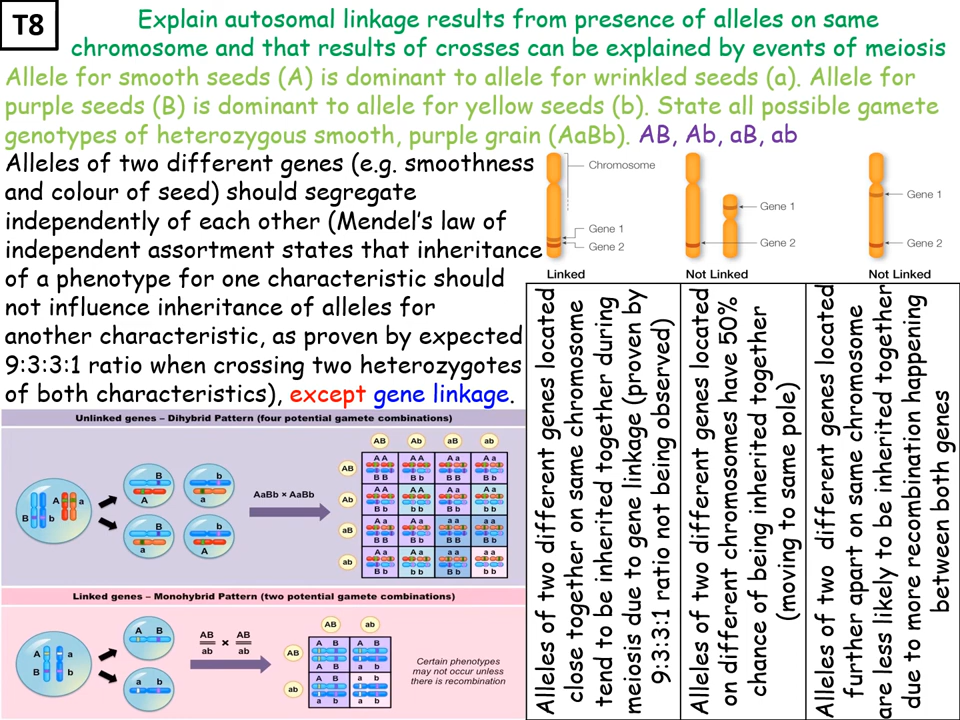 T8
Explain autosomal linkage results from presence of alleles on same
chromosome and that results of crosses can be explained by events of meiosis
Allele for smooth seeds (A) is dominant to allele for wrinkled seeds (a). Allele for
purple seeds (B) is dominant to allele for yellow seeds (b). State all possible gamete
genotypes of heterozygous smooth, purple grain (AaBb). AB, Ab, aB, ab
Alleles of two different genes (e.g. smoothness
and colour of seed) should segregate
independently of each other (Mendel's law of
independent assortment states that inheritance
of a phenotype for one characteristic should
not influence inheritance of alleles for
another characteristic, as proven by expected
9:3:3:1 ratio when crossing two heterozygotes
of both characteristics), except gene linkage.
Chromosome
Gene 1
Gene 2
Linked
Gene 1
Gene 2
Not Linked
Gene 1
Gene 2
Not Linked
Alleles of two different genes located
close together on same chromosome
tend to be inherited together during
meiosis due to gene linkage (proven by
9:3:3:1 ratio not being observed)
Alleles of two different genes located
on different chromosomes have 50%
chance of being inherited together
(moving to same pole)
Alleles of two different genes located
further apart on same chromosome
are less likely to be inherited together
due to more recombination happening
between both genes
Unlinked genes – Dihybrid Pattern (four potential gamete combinations)
A a
B b
B
A
b
a
B
a
b
A
AaBb × AaBb
AB Ab aB ab
AB
A A A A A a A a
B B B b B B B b
Ab
A A A A A a A a
B b b b B b b b
aB
A a A a a a a a
B B B b B B B b
ab
A a A a a a a a
B b b b B b b b
Linked genes – Monohybrid Pattern (two potential gamete combinations)
A a
B b
A B
a b
AB × AB
ab ab
AB ab
AB
A B A B
A B a b
ab
A B a b
a b a b
Certain phenotypes
may not occur unless
there is recombination